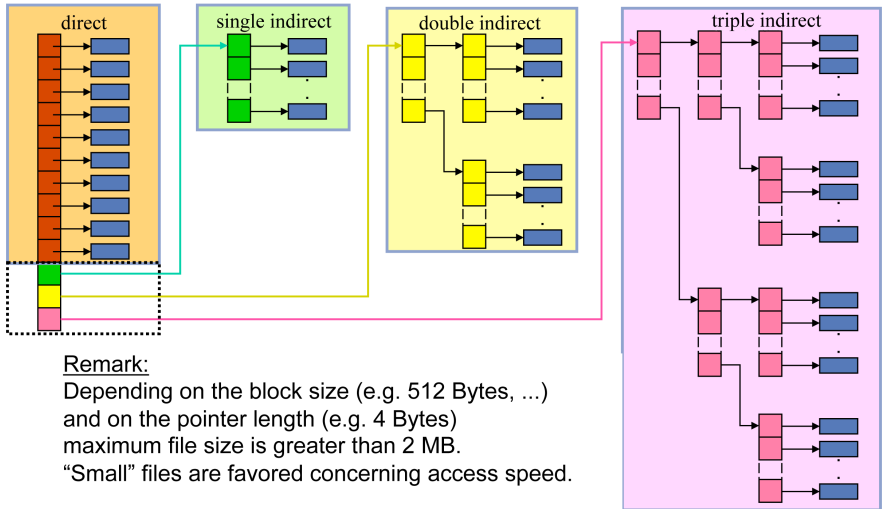 direct
single indirect
double indirect
triple indirect
Remark:
Depending on the block size (e.g. 512 Bytes, ...)
and on the pointer length (e.g. 4 Bytes)
maximum file size is greater than 2 MB.
“Small” files are favored concerning access speed.